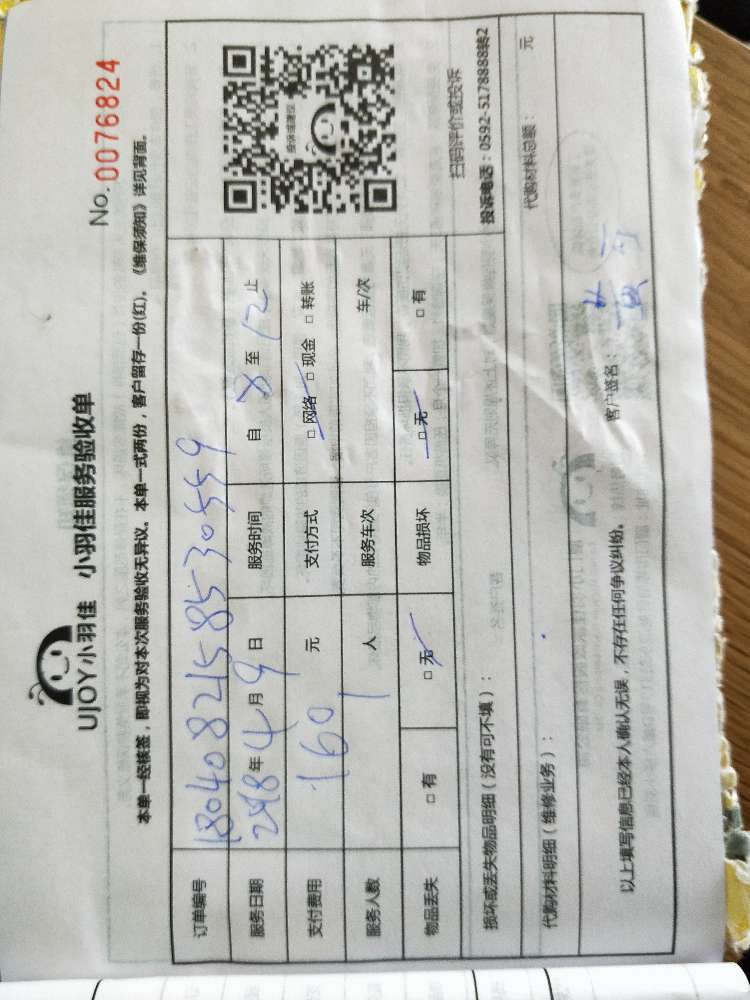 UJOY小羽佳 小羽佳服务验收单
No. 0076824
本单一经核签，即视为对本次服务验收无异议。本单一式两份，客户留存一份(红)。《维保须知》详见背面。
订单编号 180408215853 0559
服务日期 2018年4月9日 服务时间 自 8 至 12 止
支付费用 160 元 支付方式 □网络 □现金 □转账
服务人数 1 人 服务车次 车/次
物品丢失 □有 □无 物品损坏 □无 □有
投诉或建议
扫码评价或投诉
投诉电话：0592-5178888转2
损坏或丢失物品明细（没有可不填）：
代购材料明细（维修业务）： 代购材料总额： 元
以上填写信息已经本人确认无误，不存在任何争议纠纷。 客户签名：